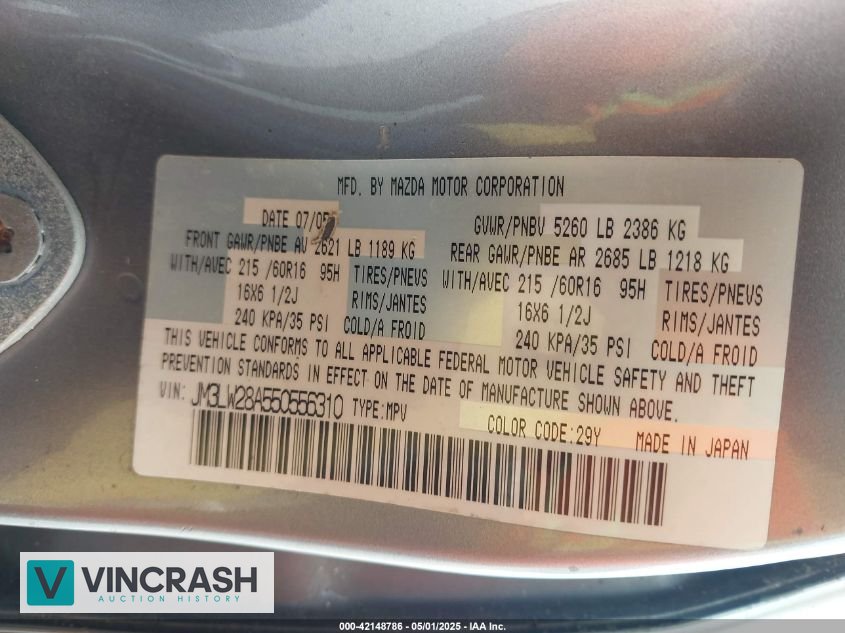 MFD. BY MAZDA MOTOR CORPORATION
DATE 07/05 GVWR/PNBV 5260 LB 2386 KG
FRONT GAWR/PNBE AV 2621 LB 1189 KG REAR GAWR/PNBE AR 2685 LB 1218 KG
WITH/AVEC 215 /60R16 95H TIRES/PNEUS WITH/AVEC 215 /60R16 95H TIRES/PNEUS
16X6 1/2J RIMS/JANTES 16X6 1/2J RIMS/JANTES
240 KPA/35 PSI COLD/A FROID 240 KPA/35 PSI COLD/A FROID
THIS VEHICLE CONFORMS TO ALL APPLICABLE FEDERAL MOTOR VEHICLE SAFETY AND THEFT
PREVENTION STANDARDS IN EFFECT ON THE DATE OF MANUFACTURE SHOWN ABOVE.
VIN: JM3LW28A550556310 TYPE:MPV
COLOR CODE:29Y MADE IN JAPAN
V VINCRASH
AUCTION HISTORY
000-42148786 - 05/01/2025 - IAA Inc.